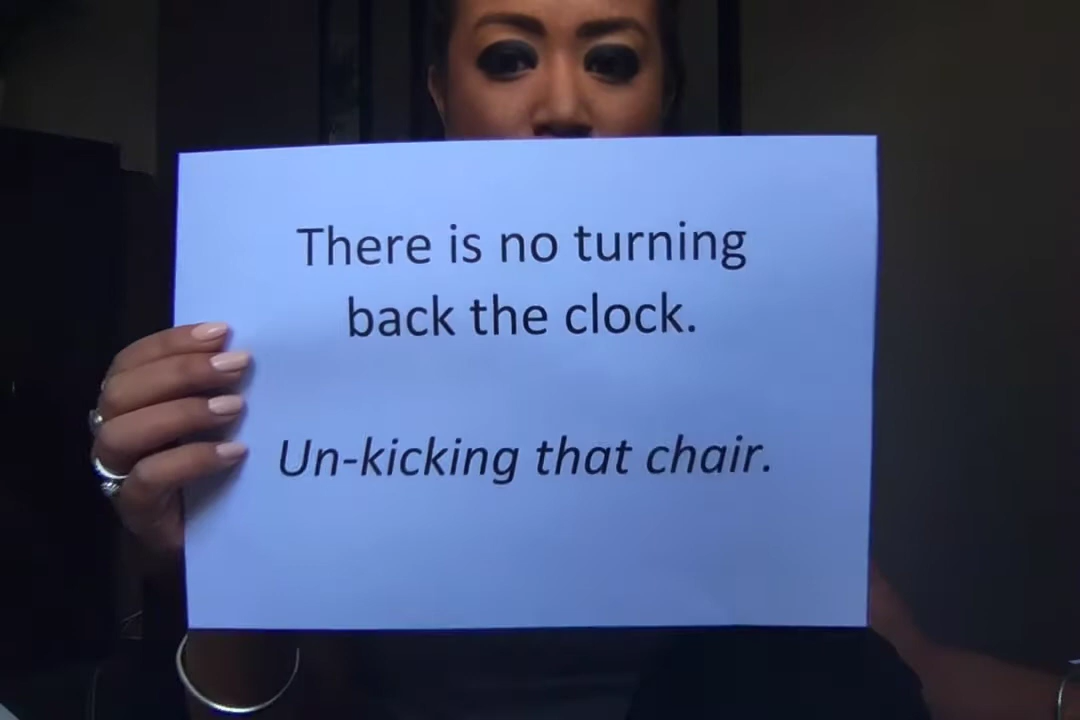 There is no turning
back the clock.
Un-kicking that chair.